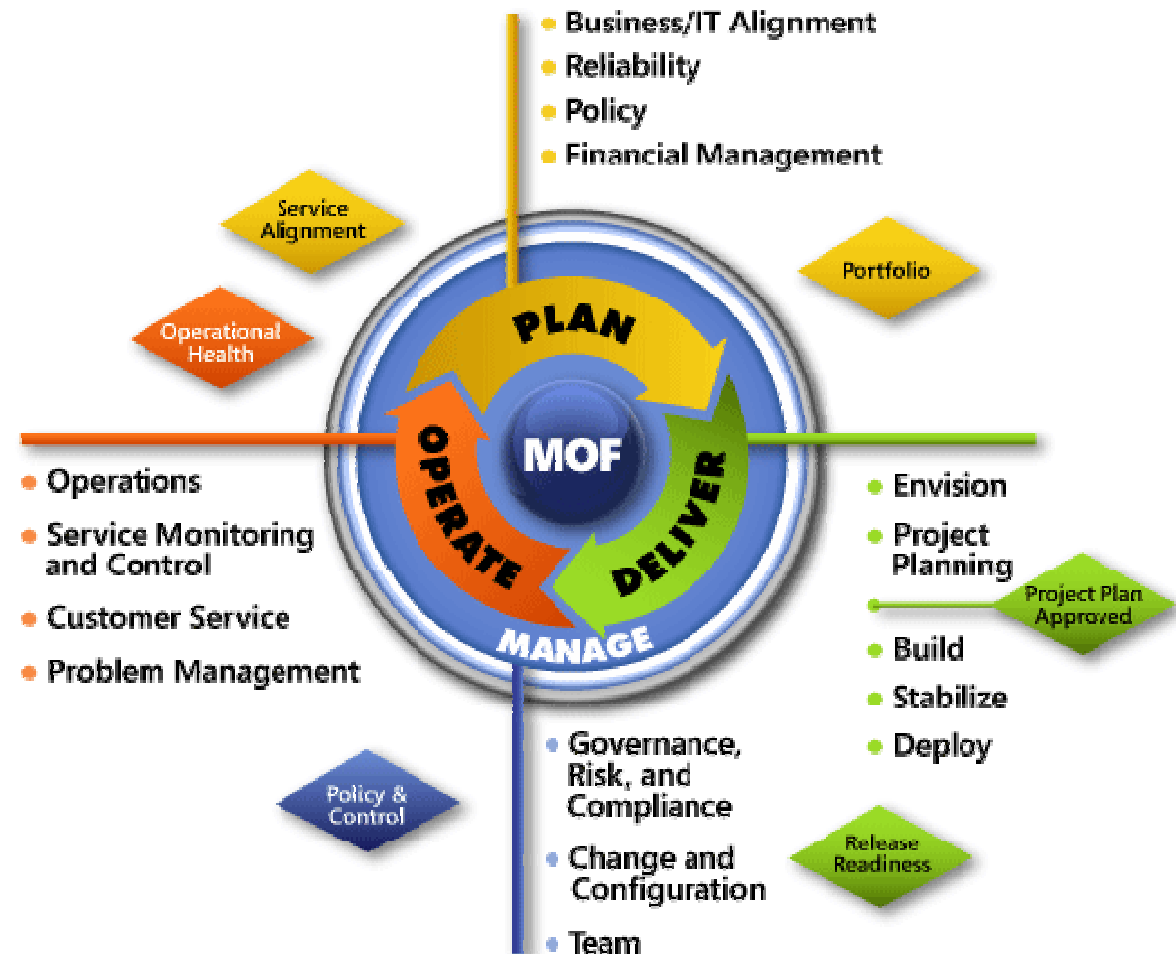 Business/IT Alignment
Reliability
Policy
Financial Management
Service
Alignment
Portfolio
Operational
Health
PLAN
MOF
OPERATE
DELIVER
MANAGE
Operations
Service Monitoring
and Control
Customer Service
Problem Management
Envision
Project
Planning
Project Plan
Approved
Build
Stabilize
Deploy
Policy &
Control
Governance,
Risk, and
Compliance
Change and
Configuration
Team
Release
Readiness